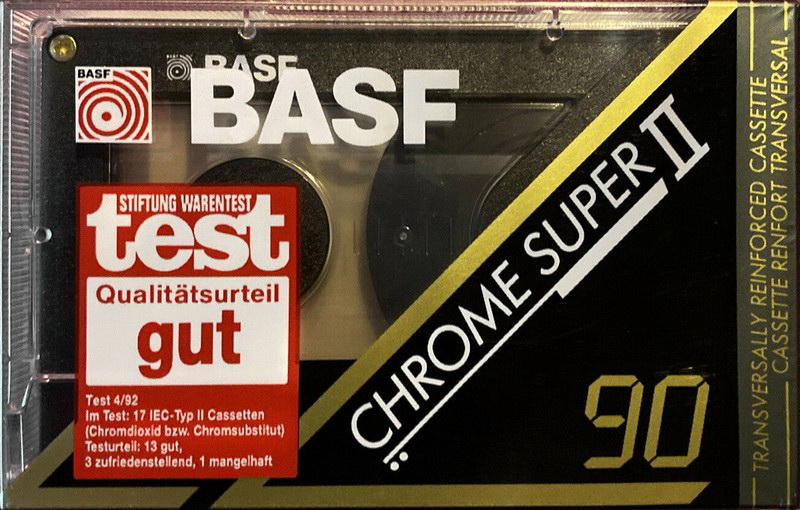 BASF
BASF
BASF
STIFTUNG WARENTEST
test
Qualitätsurteil
gut
Test 4/92
Im Test: 17 IEC-Typ II Cassetten
(Chromdioxid bzw. Chromsubstitut)
Testurteil: 13 gut,
3 zufriedenstellend, 1 mangelhaft
CHROME SUPER II
90
TRANSVERSALLY REINFORCED CASSETTE
CASSETTE RENFORT TRANSVERSAL